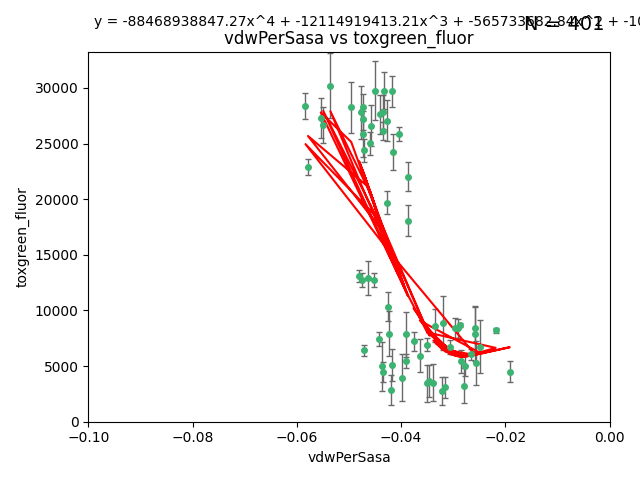 y = -88468938847.27x^4 + -12114919413.21x^3 + -565733682.84x^2 + -10
N = 401
vdwPerSasa vs toxgreen_fluor
30000
25000
20000
15000
10000
5000
0
toxgreen_fluor
−0.10 −0.08 −0.06 −0.04 −0.02 0.00
vdwPerSasa